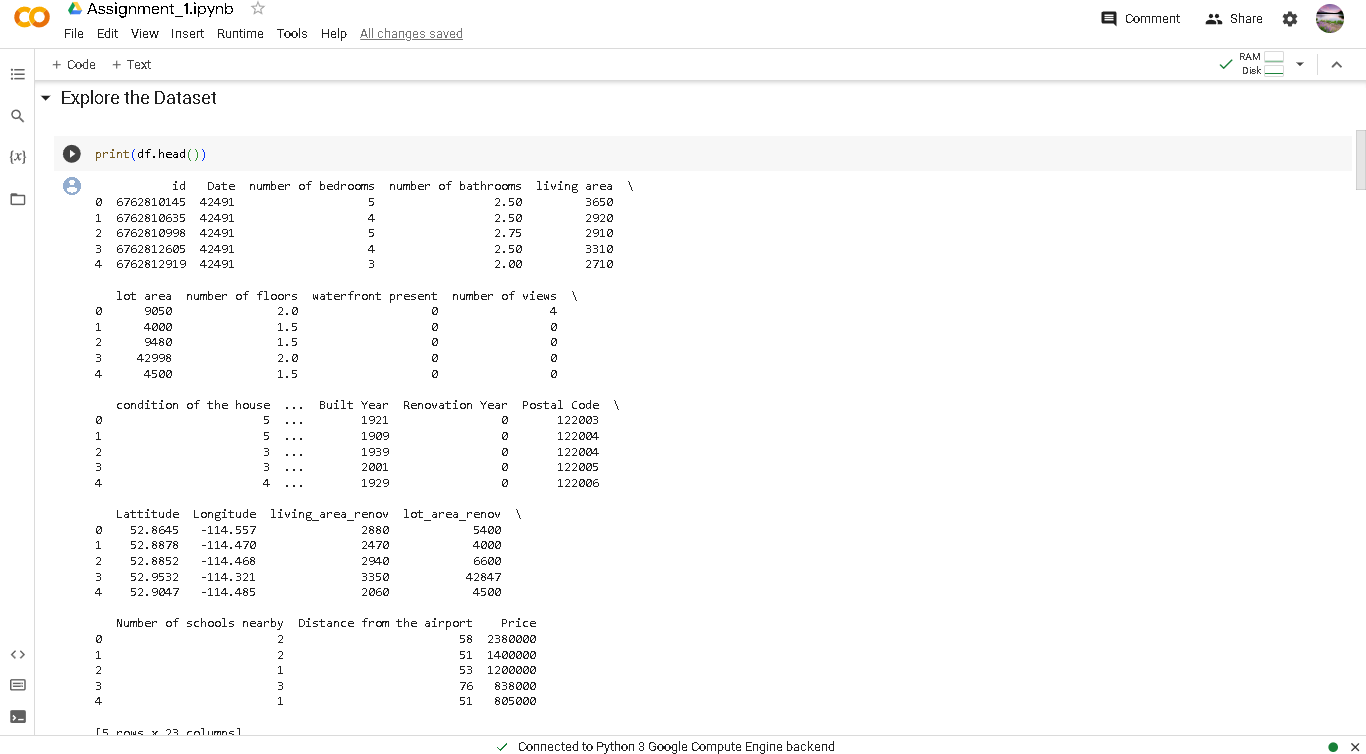 Assignment_1.ipynb
File Edit View Insert Runtime Tools Help All changes saved
Comment Share
+ Code + Text
RAM
Disk
Explore the Dataset
{x}
print(df.head())
id Date number of bedrooms number of bathrooms living area \
0 6762810145 42491 5 2.50 3650
1 6762810635 42491 4 2.50 2920
2 6762810998 42491 5 2.75 2910
3 6762812605 42491 4 2.50 3310
4 6762812919 42491 3 2.00 2710
lot area number of floors waterfront present number of views \
0 9050 2.0 0 4
1 4000 1.5 0 0
2 9480 1.5 0 0
3 42998 2.0 0 0
4 4500 1.5 0 0
condition of the house ... Built Year Renovation Year Postal Code \
0 5 ... 1921 0 122003
1 5 ... 1909 0 122004
2 3 ... 1939 0 122004
3 3 ... 2001 0 122005
4 4 ... 1929 0 122006
Lattitude Longitude living_area_renov lot_area_renov \
0 52.8645 -114.557 2880 5400
1 52.8878 -114.470 2470 4000
2 52.8852 -114.468 2940 6600
3 52.9532 -114.321 3350 42847
4 52.9047 -114.485 2060 4500
Number of schools nearby Distance from the airport Price
0 2 58 2380000
1 2 51 1400000
2 1 53 1200000
3 3 76 838000
4 1 51 805000
[5 rows x 23 columns]
Connected to Python 3 Google Compute Engine backend